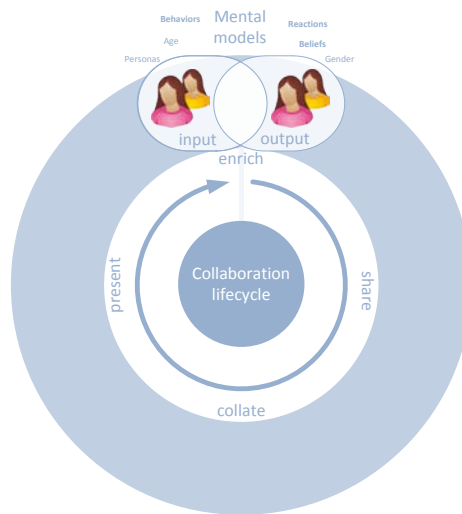 Behaviors
Mental
models
Reactions
Age
Beliefs
Personas
Gender
input
output
enrich
Collaboration
lifecycle
present
share
collate